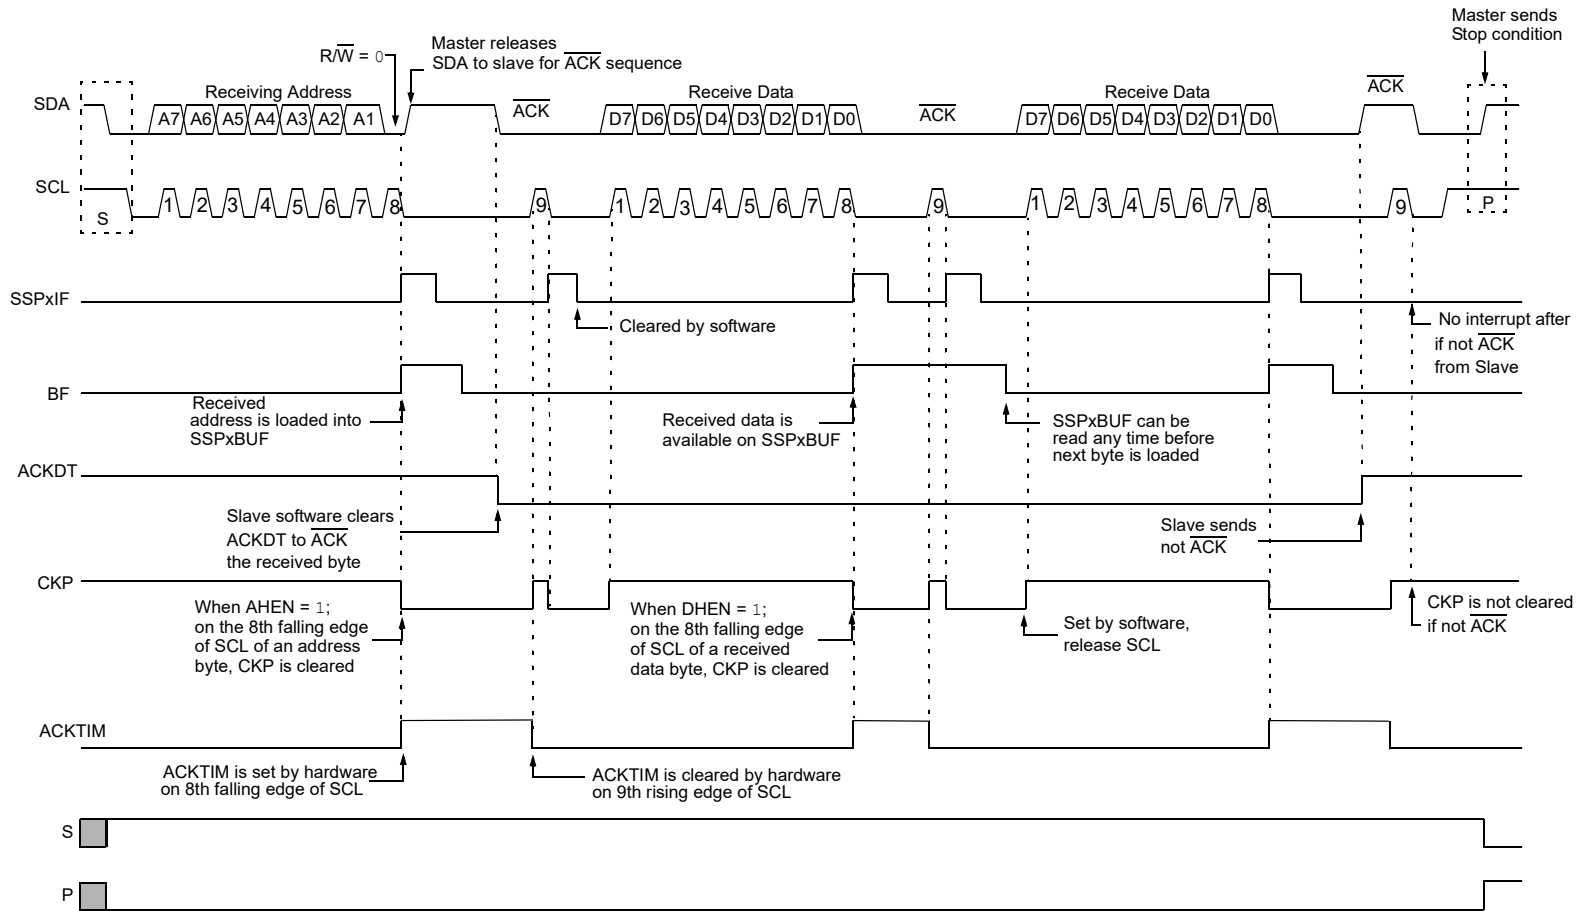 Master sends
Stop condition
R/W̅ = 0
Master releases
SDA to slave for A̅C̅K̅ sequence
SDA
Receiving Address
A7 A6 A5 A4 A3 A2 A1
A̅C̅K̅
Receive Data
D7 D6 D5 D4 D3 D2 D1 D0
A̅C̅K̅
Receive Data
D7 D6 D5 D4 D3 D2 D1 D0
A̅C̅K̅
SCL
S
1 2 3 4 5 6 7 8 9
1 2 3 4 5 6 7 8 9
1 2 3 4 5 6 7 8 9
P
SSPxIF
Cleared by software
No interrupt after
if not A̅C̅K̅
from Slave
BF
Received
address is loaded into
SSPxBUF
Received data is
available on SSPxBUF
SSPxBUF can be
read any time before
next byte is loaded
ACKDT
Slave software clears
ACKDT to A̅C̅K̅
the received byte
Slave sends
not A̅C̅K̅
CKP
When AHEN = 1;
on the 8th falling edge
of SCL of an address
byte, CKP is cleared
When DHEN = 1;
on the 8th falling edge
of SCL of a received
data byte, CKP is cleared
Set by software,
release SCL
CKP is not cleared
if not A̅C̅K̅
ACKTIM
ACKTIM is set by hardware
on 8th falling edge of SCL
ACKTIM is cleared by hardware
on 9th rising edge of SCL
S
P